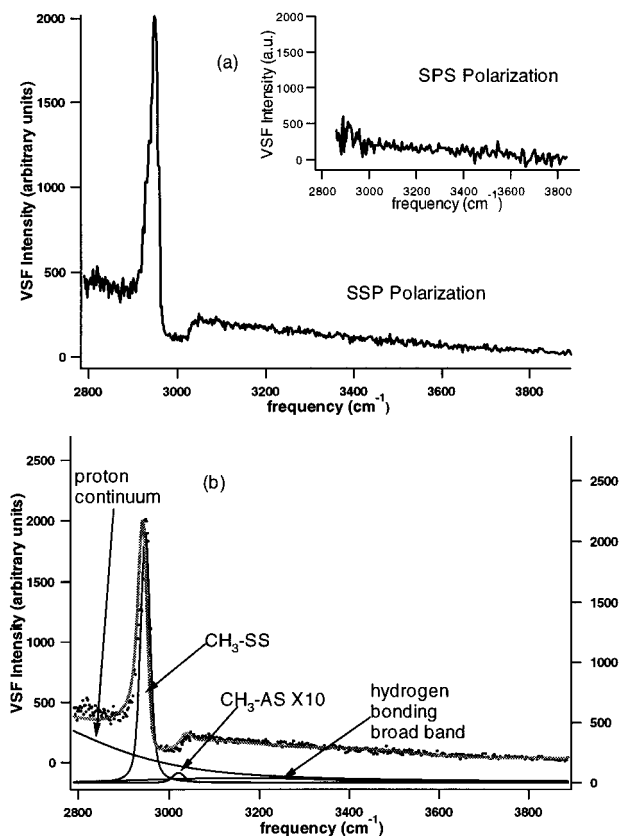 2000
1500
1000
500
0
VSF Intensity (arbitrary units)
(a)
2800
3000
3200
3400
3600
3800
frequency (cm-1)
SSP Polarization
2000
1500
1000
500
0
VSF Intensity (a.u.)
SPS Polarization
2800
3000
3200
3400
3600
3800
frequency (cm-1)
2500
2000
1500
1000
500
0
VSF Intensity (arbitrary units)
proton
continuum
(b)
CH3-SS
CH3-AS X10
hydrogen
bonding
broad band
2500
2000
1500
1000
500
0
2800
3000
3200
3400
3600
3800
frequency (cm-1)